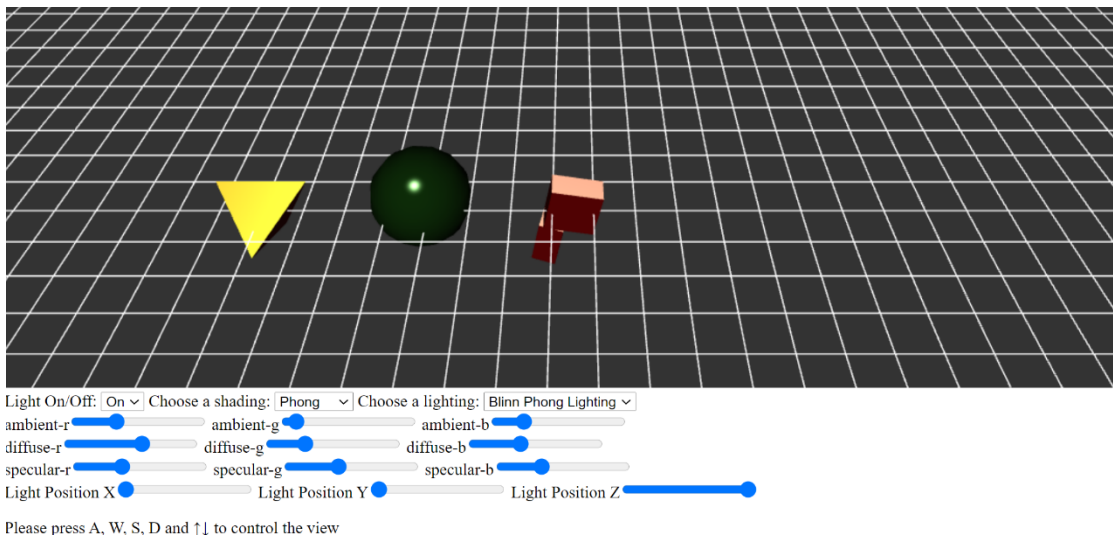 Light On/Off: On Choose a shading: Phong Choose a lighting: Blinn Phong Lighting
ambient-r ambient-g ambient-b
diffuse-r diffuse-g diffuse-b
specular-r specular-g specular-b
Light Position X Light Position Y Light Position Z
Please press A, W, S, D and ↑↓ to control the view